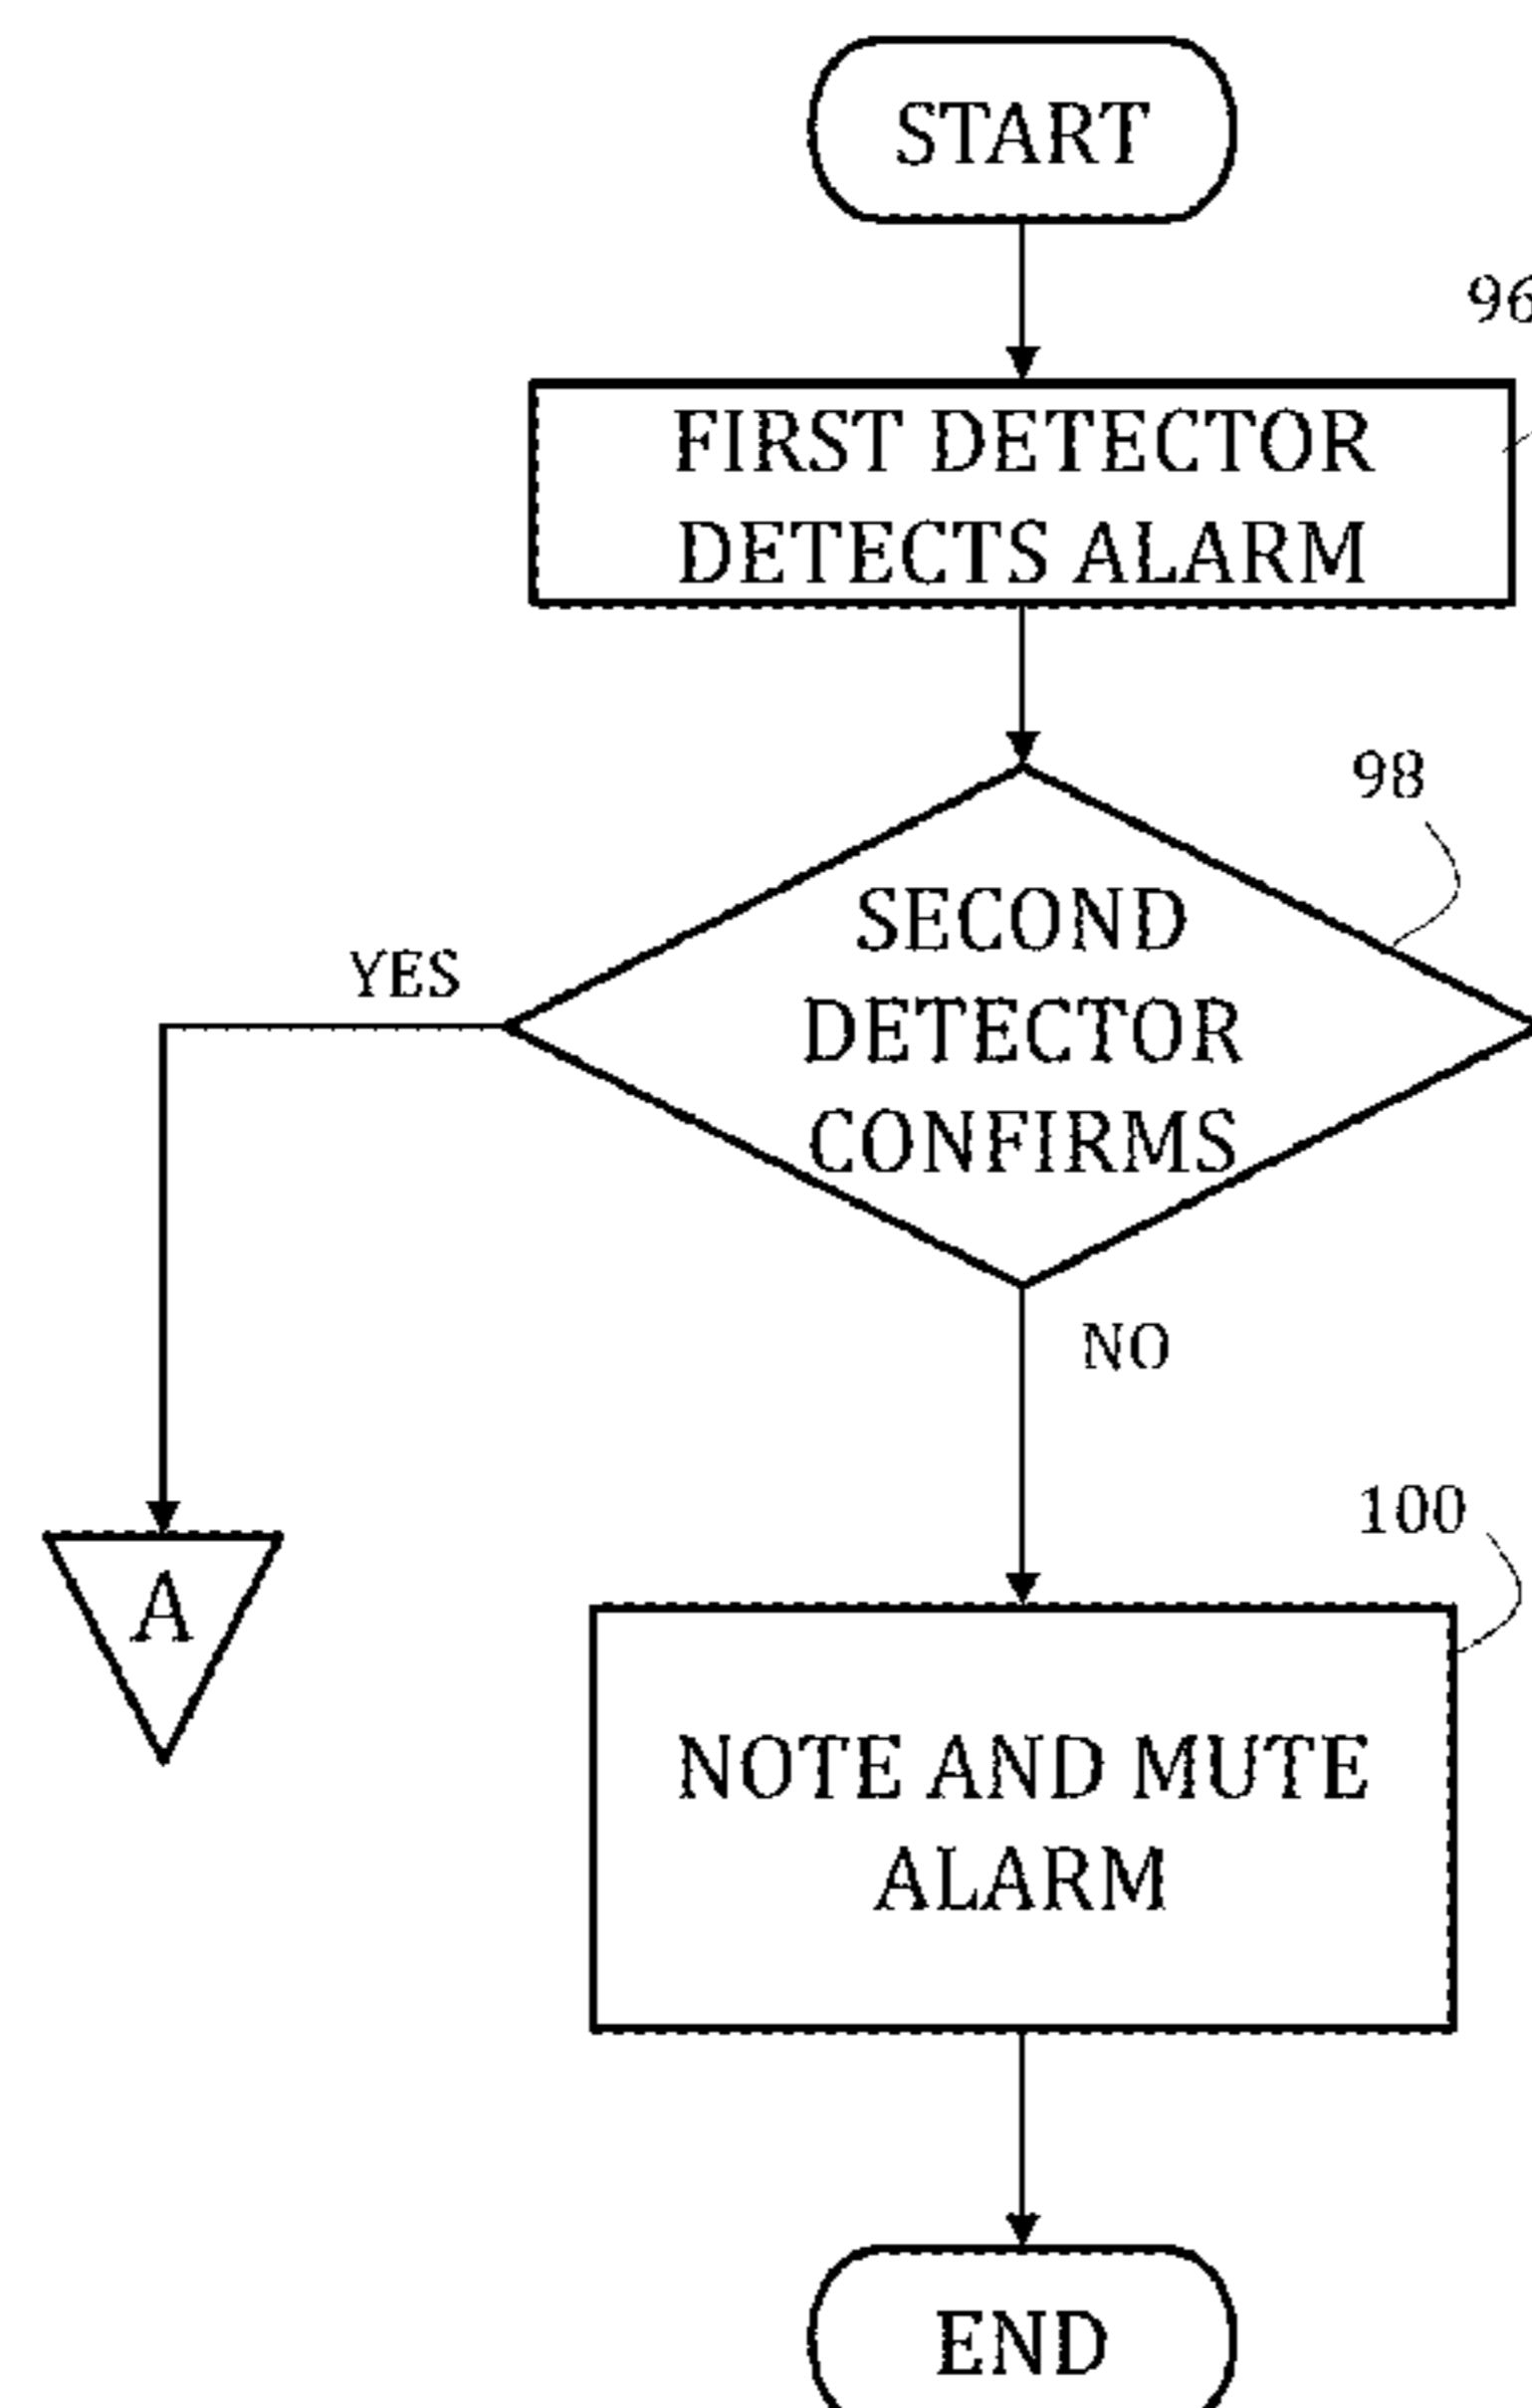 START
96
FIRST DETECTOR
DETECTS ALARM
98
SECOND
DETECTOR
CONFIRMS
YES
NO
100
A
NOTE AND MUTE
ALARM
END